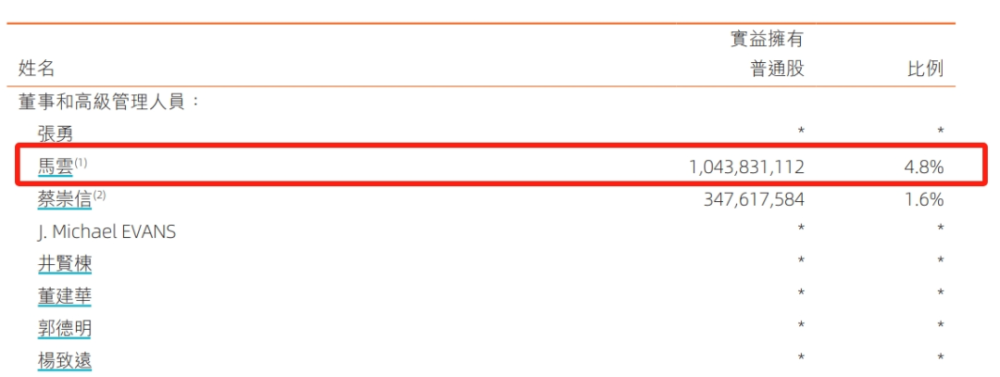 實益擁有
姓名 普通股 比例
董事和高級管理人員：
張勇 * *
馬雲(1) 1,043,831,112 4.8%
蔡崇信(2) 347,617,584 1.6%
J. Michael EVANS * *
井賢棟 * *
董建華 * *
郭德明 * *
楊致遠 * *